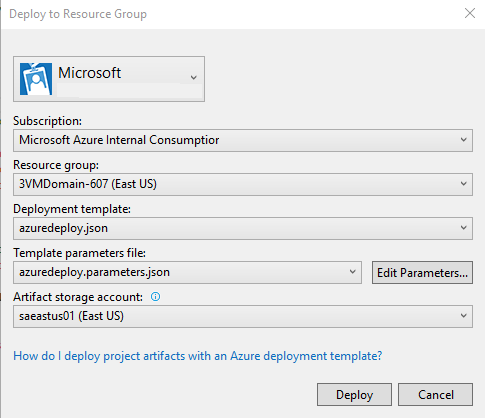 Deploy to Resource Group
Microsoft
Subscription:
Microsoft Azure Internal Consumption
Resource group:
3VMDomain-607 (East US)
Deployment template:
azuredeploy.json
Template parameters file:
azuredeploy.parameters.json
Edit Parameters...
Artifact storage account:
saeastus01 (East US)
How do I deploy project artifacts with an Azure deployment template?
Deploy
Cancel